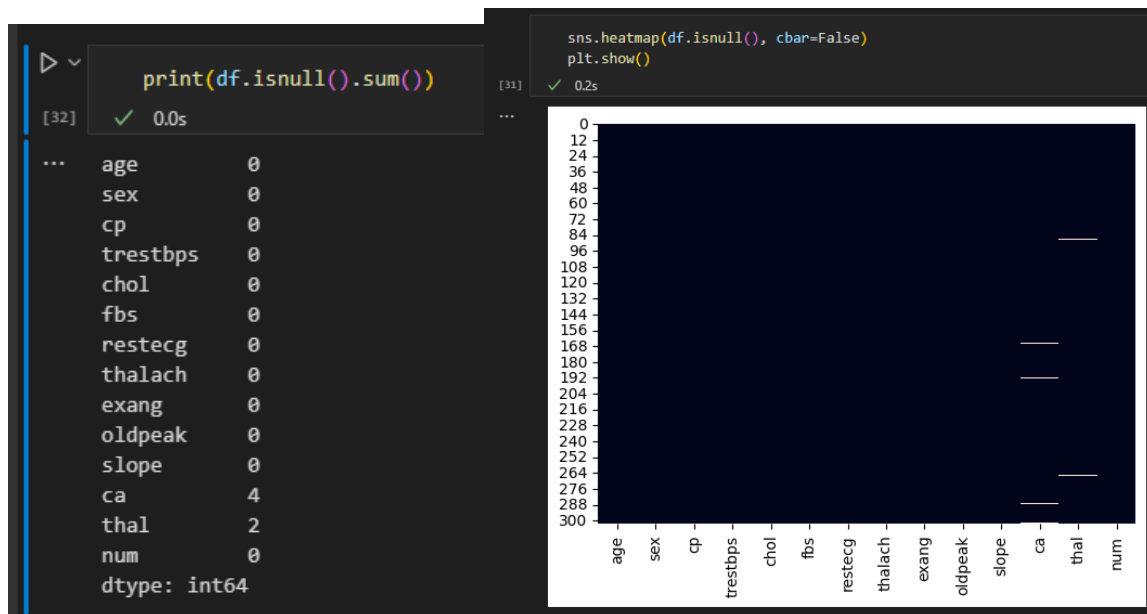 print(df.isnull().sum())
[32]
0.0s
...
age 0
sex 0
cp 0
trestbps 0
chol 0
fbs 0
restecg 0
thalach 0
exang 0
oldpeak 0
slope 0
ca 4
thal 2
num 0
dtype: int64
sns.heatmap(df.isnull(), cbar=False)
plt.show()
[31]
0.2s
...
0
12
24
36
48
60
72
84
96
108
120
132
144
156
168
180
192
204
216
228
240
252
264
276
288
300
age
sex
cp
trestbps
chol
fbs
restecg
thalach
exang
oldpeak
slope
ca
thal
num